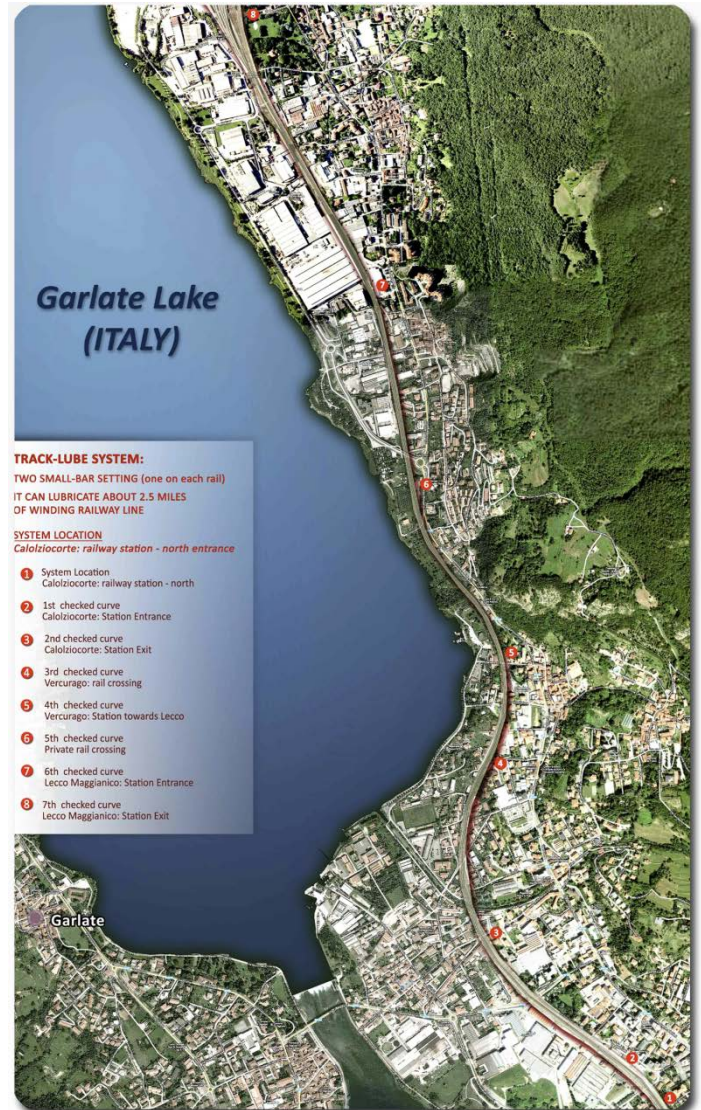 8
Garlate Lake
(ITALY)
7
TRACK-LUBE SYSTEM:
TWO SMALL-BAR SETTING (one on each rail)
IT CAN LUBRICATE ABOUT 2.5 MILES
OF WINDING RAILWAY LINE
SYSTEM LOCATION
Calolziocorte: railway station - north entrance
1 System Location
Calolziocorte: railway station - north
2 1st checked curve
Calolziocorte: Station Entrance
3 2nd checked curve
Calolziocorte: Station Exit
4 3rd checked curve
Vercurago: rail crossing
5 4th checked curve
Vercurago: Station towards Lecco
6 5th checked curve
Private rail crossing
7 6th checked curve
Lecco Maggianico: Station Entrance
8 7th checked curve
Lecco Maggianico: Station Exit
6
5
4
Garlate
3
2
1